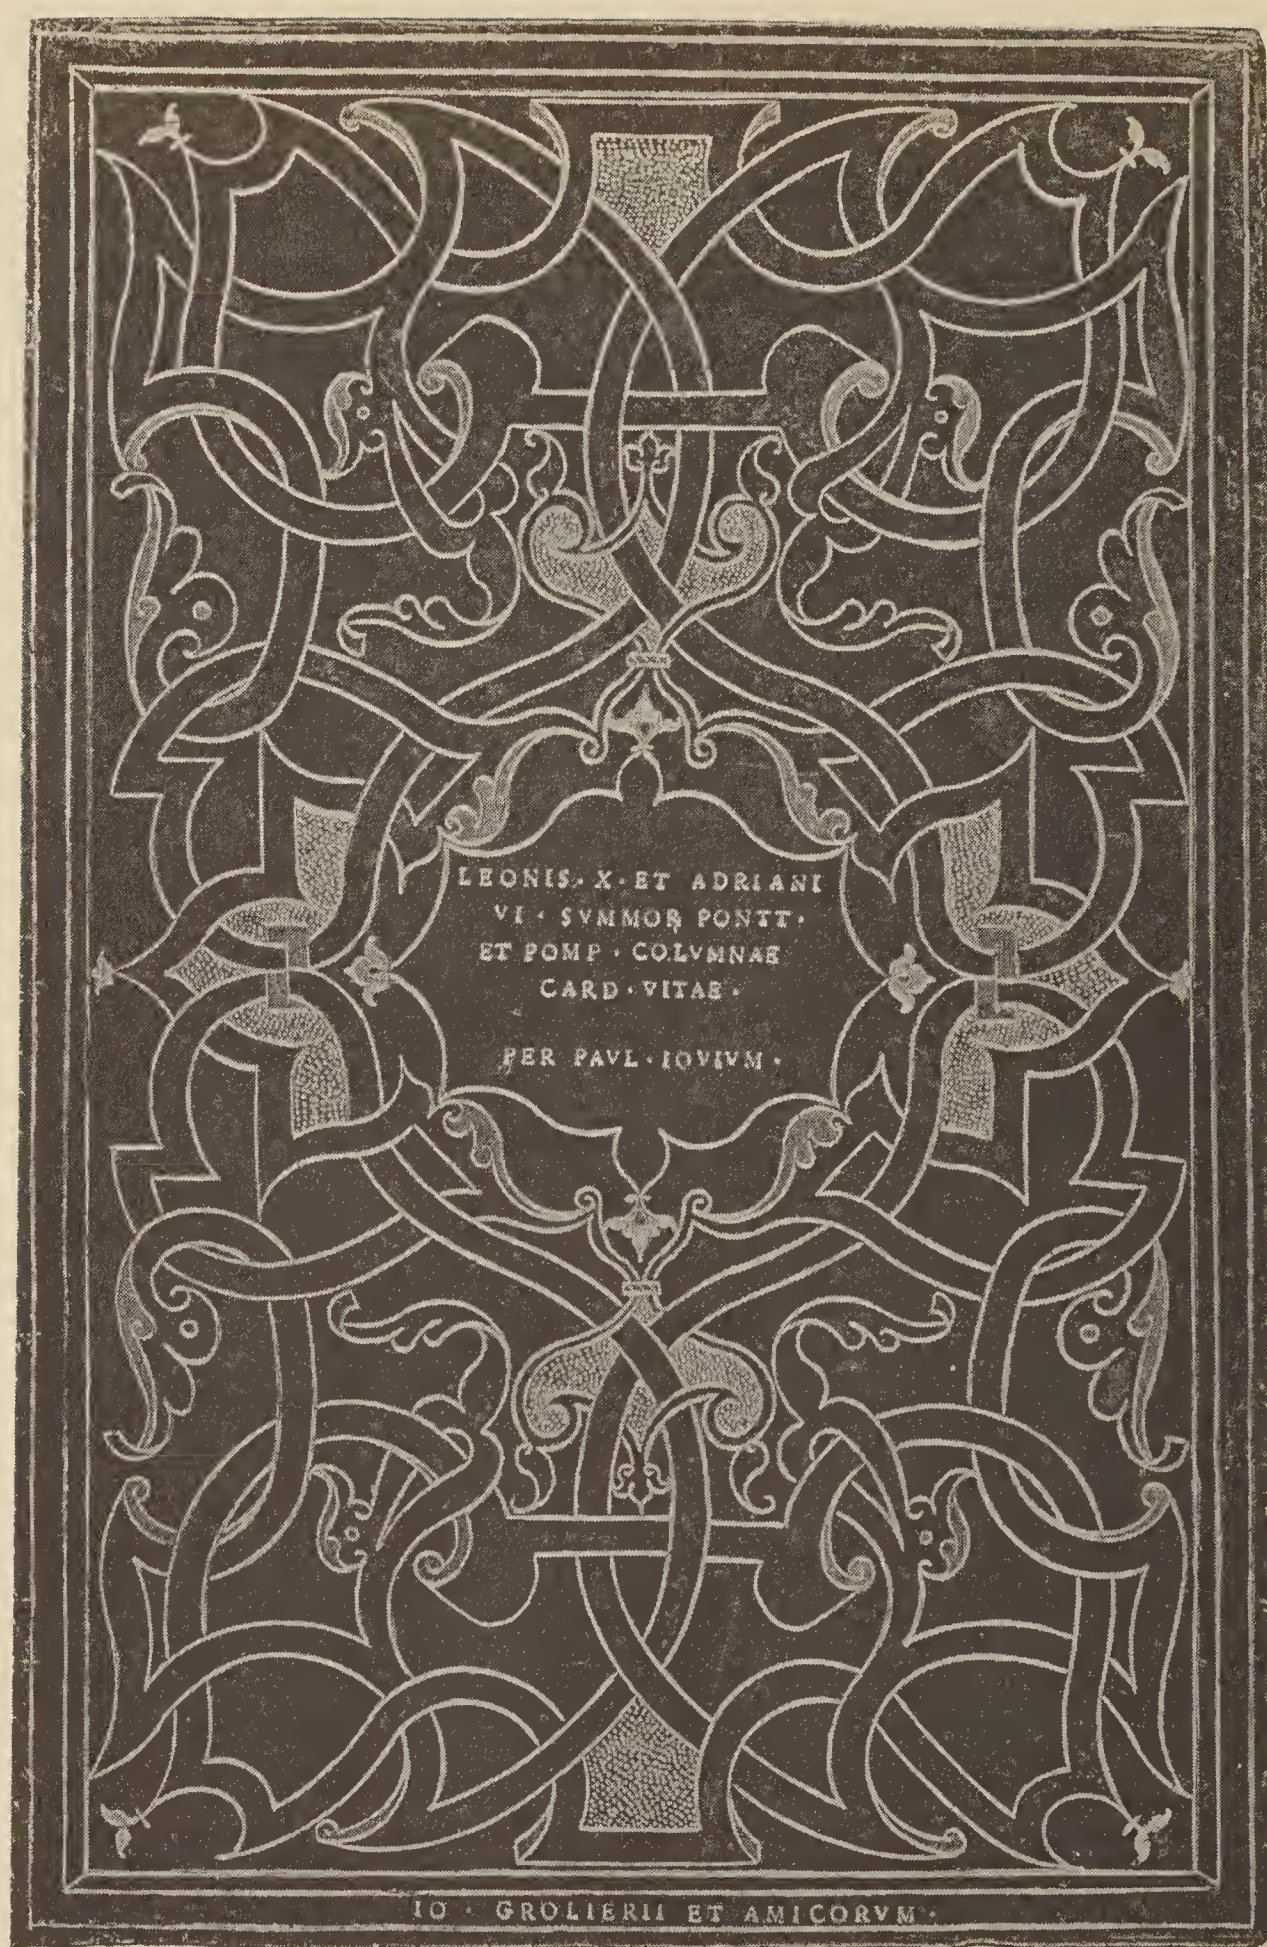 LEONIS · X · ET ADRIANI
VI · SVMMOR PONTT ·
ET POMP · COLVMNAE
CARD · VITAE ·
PER PAVL · IOVIVM ·
IO · GROLIERII ET AMICORVM ·